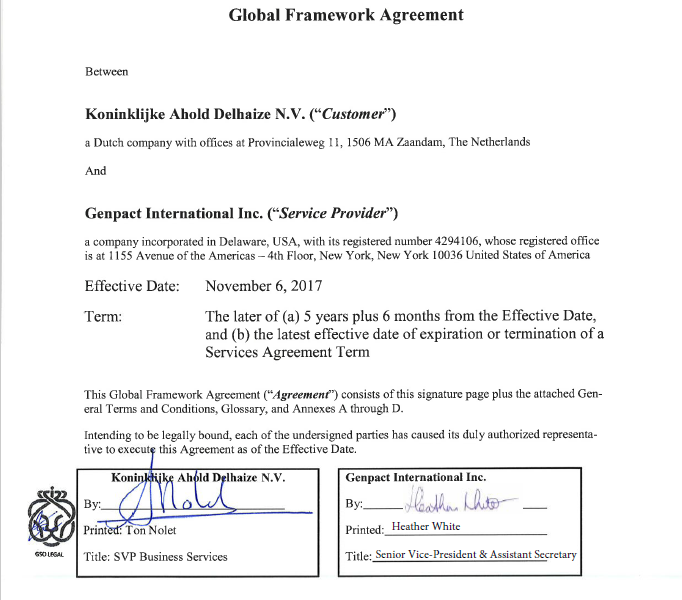 Global Framework Agreement
Between
Koninklijke Ahold Delhaize N.V. (“Customer”)
a Dutch company with offices at Provincialeweg 11, 1506 MA Zaandam, The Netherlands
And
Genpact International Inc. (“Service Provider”)
a company incorporated in Delaware, USA, with its registered number 4294106, whose registered office
is at 1155 Avenue of the Americas – 4th Floor, New York, New York 10036 United States of America
Effective Date: November 6, 2017
Term: The later of (a) 5 years plus 6 months from the Effective Date,
and (b) the latest effective date of expiration or termination of a
Services Agreement Term
This Global Framework Agreement (“Agreement”) consists of this signature page plus the attached Gen-
eral Terms and Conditions, Glossary, and Annexes A through D.
Intending to be legally bound, each of the undersigned parties has caused its duly authorized representa-
tive to execute this Agreement as of the Effective Date.
Koninklijke Ahold Delhaize N.V.
By: Nolet
Printed: Ton Nolet
Title: SVP Business Services
GSO LEGAL
Genpact International Inc.
By: Heather White
Printed: Heather White
Title: Senior Vice-President & Assistant Secretary